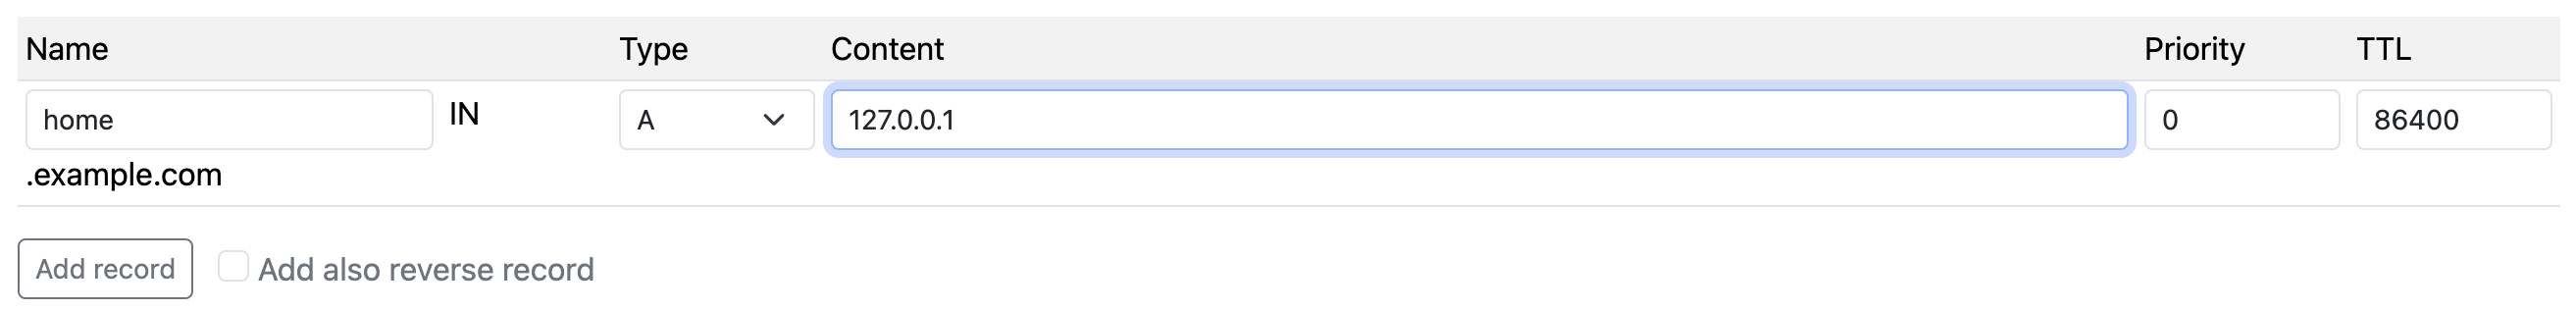 Name Type Content Priority TTL
home IN A 127.0.0.1 0 86400
.example.com
Add record Add also reverse record